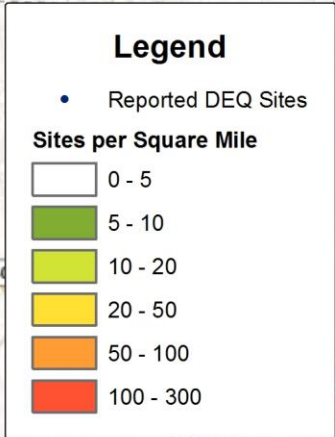 Legend
Reported DEQ Sites
Sites per Square Mile
0 - 5
5 - 10
10 - 20
20 - 50
50 - 100
100 - 300